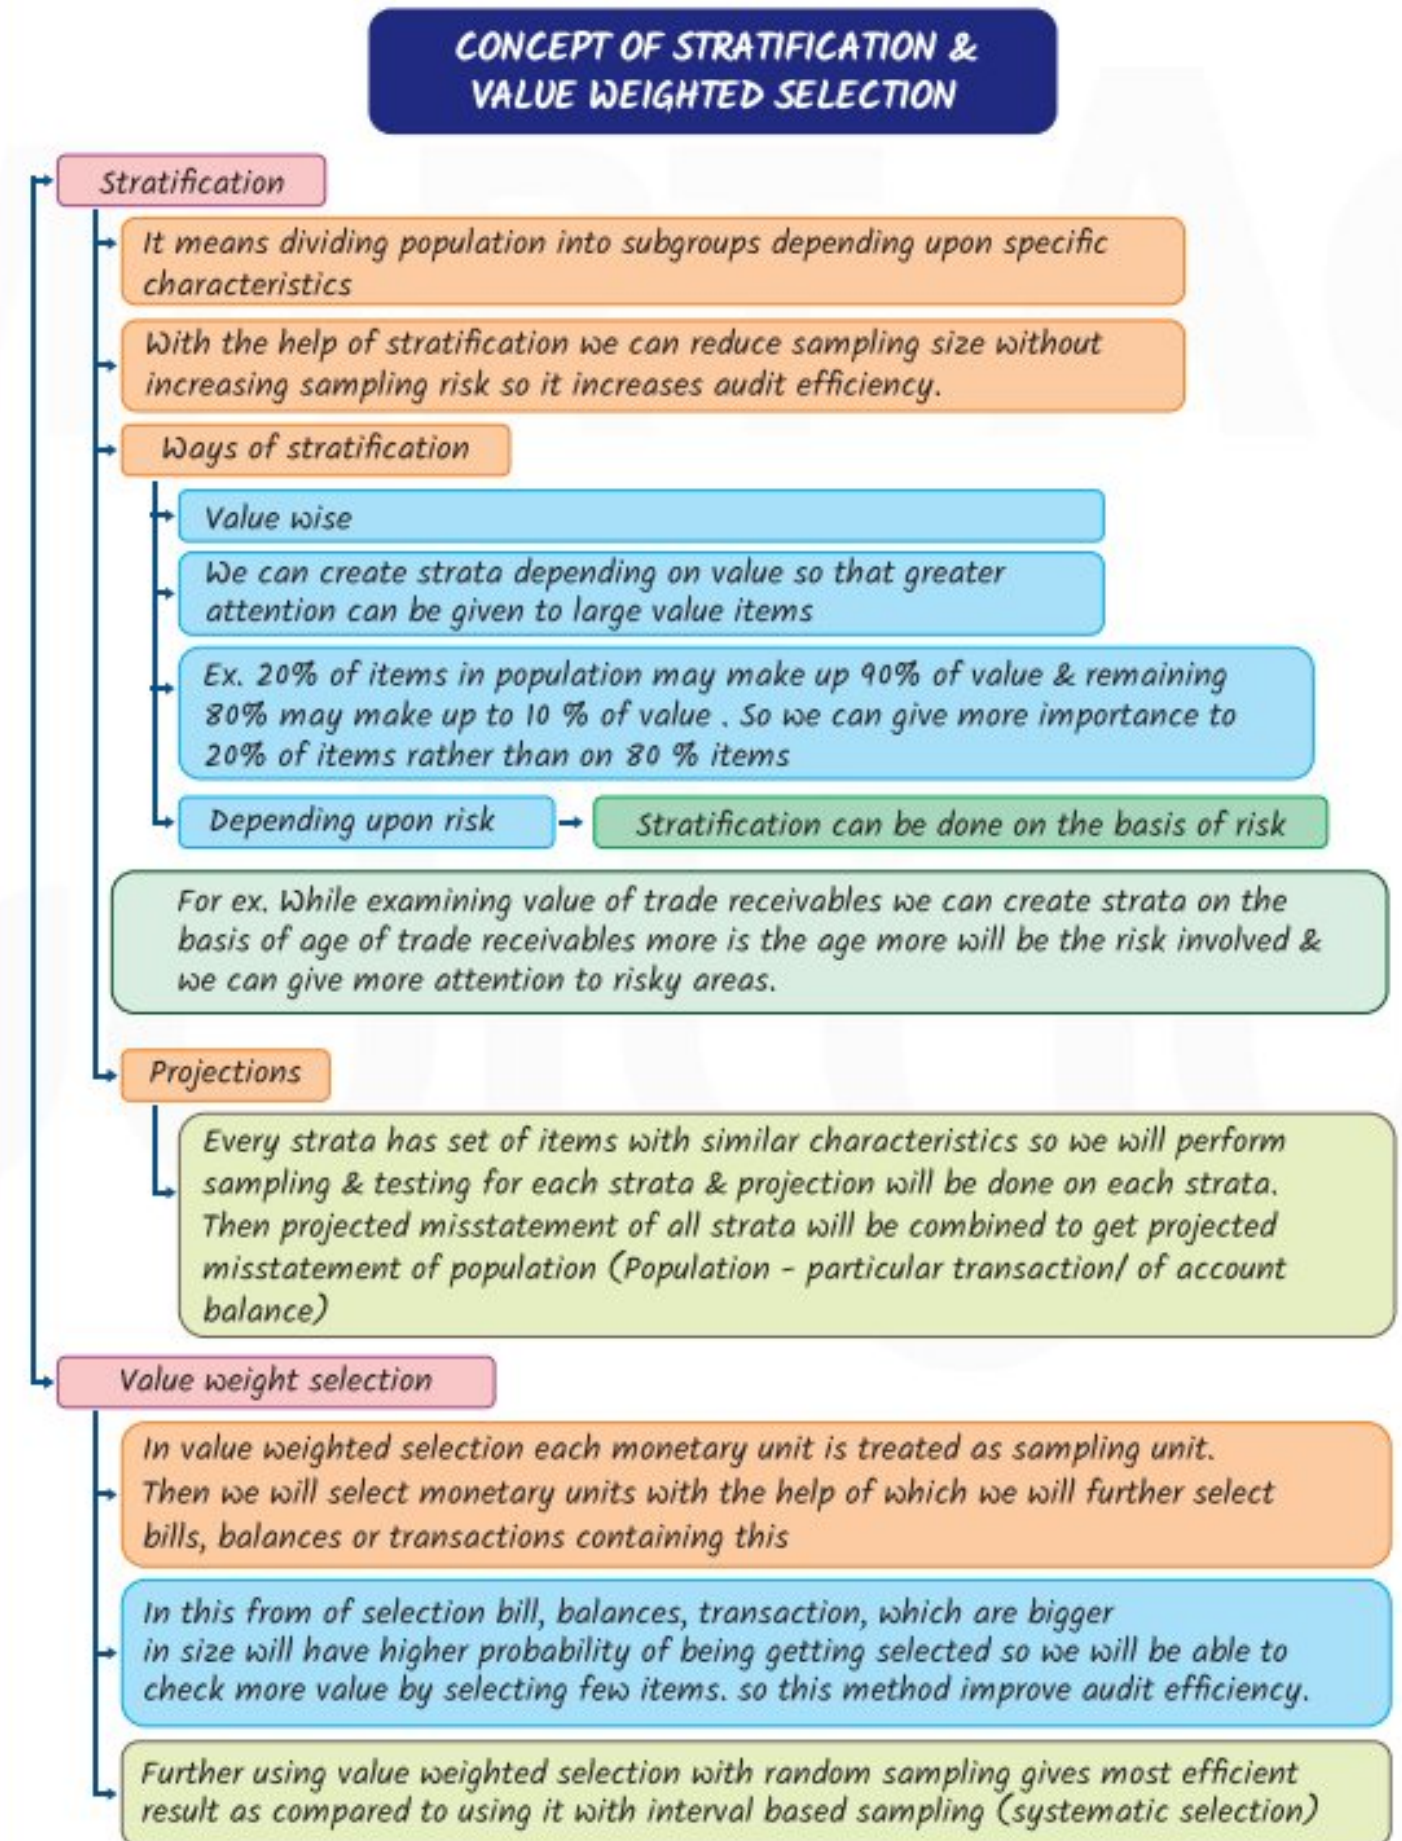 CONCEPT OF STRATIFICATION &
VALUE WEIGHTED SELECTION
Stratification
It means dividing population into subgroups depending upon specific
characteristics
With the help of stratification we can reduce sampling size without
increasing sampling risk so it increases audit efficiency.
Ways of stratification
Value wise
We can create strata depending on value so that greater
attention can be given to large value items
Ex. 20% of items in population may make up 90% of value & remaining
80% may make up to 10 % of value . So we can give more importance to
20% of items rather than on 80 % items
Depending upon risk
Stratification can be done on the basis of risk
For ex. While examining value of trade receivables we can create strata on the
basis of age of trade receivables more is the age more will be the risk involved &
we can give more attention to risky areas.
Projections
Every strata has set of items with similar characteristics so we will perform
sampling & testing for each strata & projection will be done on each strata.
Then projected misstatement of all strata will be combined to get projected
misstatement of population (Population - particular transaction/ of account
balance)
Value weight selection
In value weighted selection each monetary unit is treated as sampling unit.
Then we will select monetary units with the help of which we will further select
bills, balances or transactions containing this
In this from of selection bill, balances, transaction, which are bigger
in size will have higher probability of being getting selected so we will be able to
check more value by selecting few items. so this method improve audit efficiency.
Further using value weighted selection with random sampling gives most efficient
result as compared to using it with interval based sampling (systematic selection)